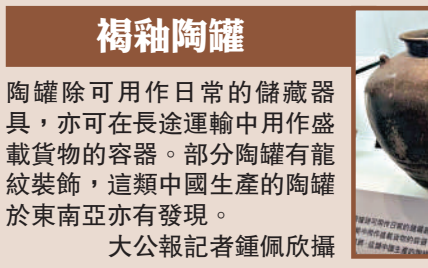 褐釉陶罐
陶罐除可用作日常的儲藏器
具，亦可在長途運輸中用作盛
載貨物的容器。部分陶罐有龍
紋裝飾，這類中國生產的陶罐
於東南亞亦有發現。
大公報記者鍾佩欣攝